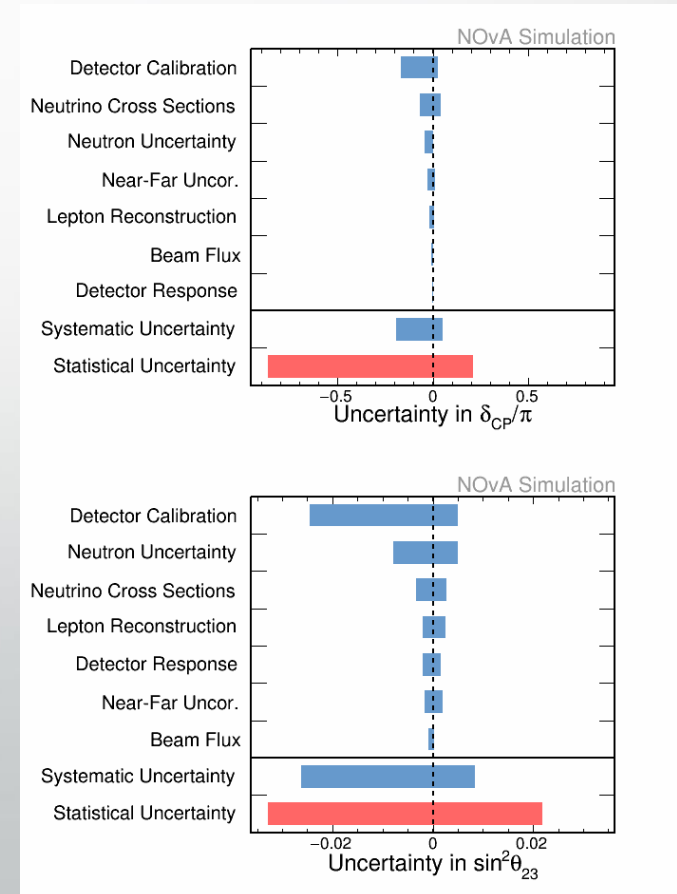 NOvA Simulation
Detector Calibration
Neutrino Cross Sections
Neutron Uncertainty
Near-Far Uncor.
Lepton Reconstruction
Beam Flux
Detector Response
Systematic Uncertainty
Statistical Uncertainty
−0.5 0 0.5
Uncertainty in δCP/π
NOvA Simulation
Detector Calibration
Neutron Uncertainty
Neutrino Cross Sections
Lepton Reconstruction
Detector Response
Near-Far Uncor.
Beam Flux
Systematic Uncertainty
Statistical Uncertainty
−0.02 0 0.02
Uncertainty in sin²θ23